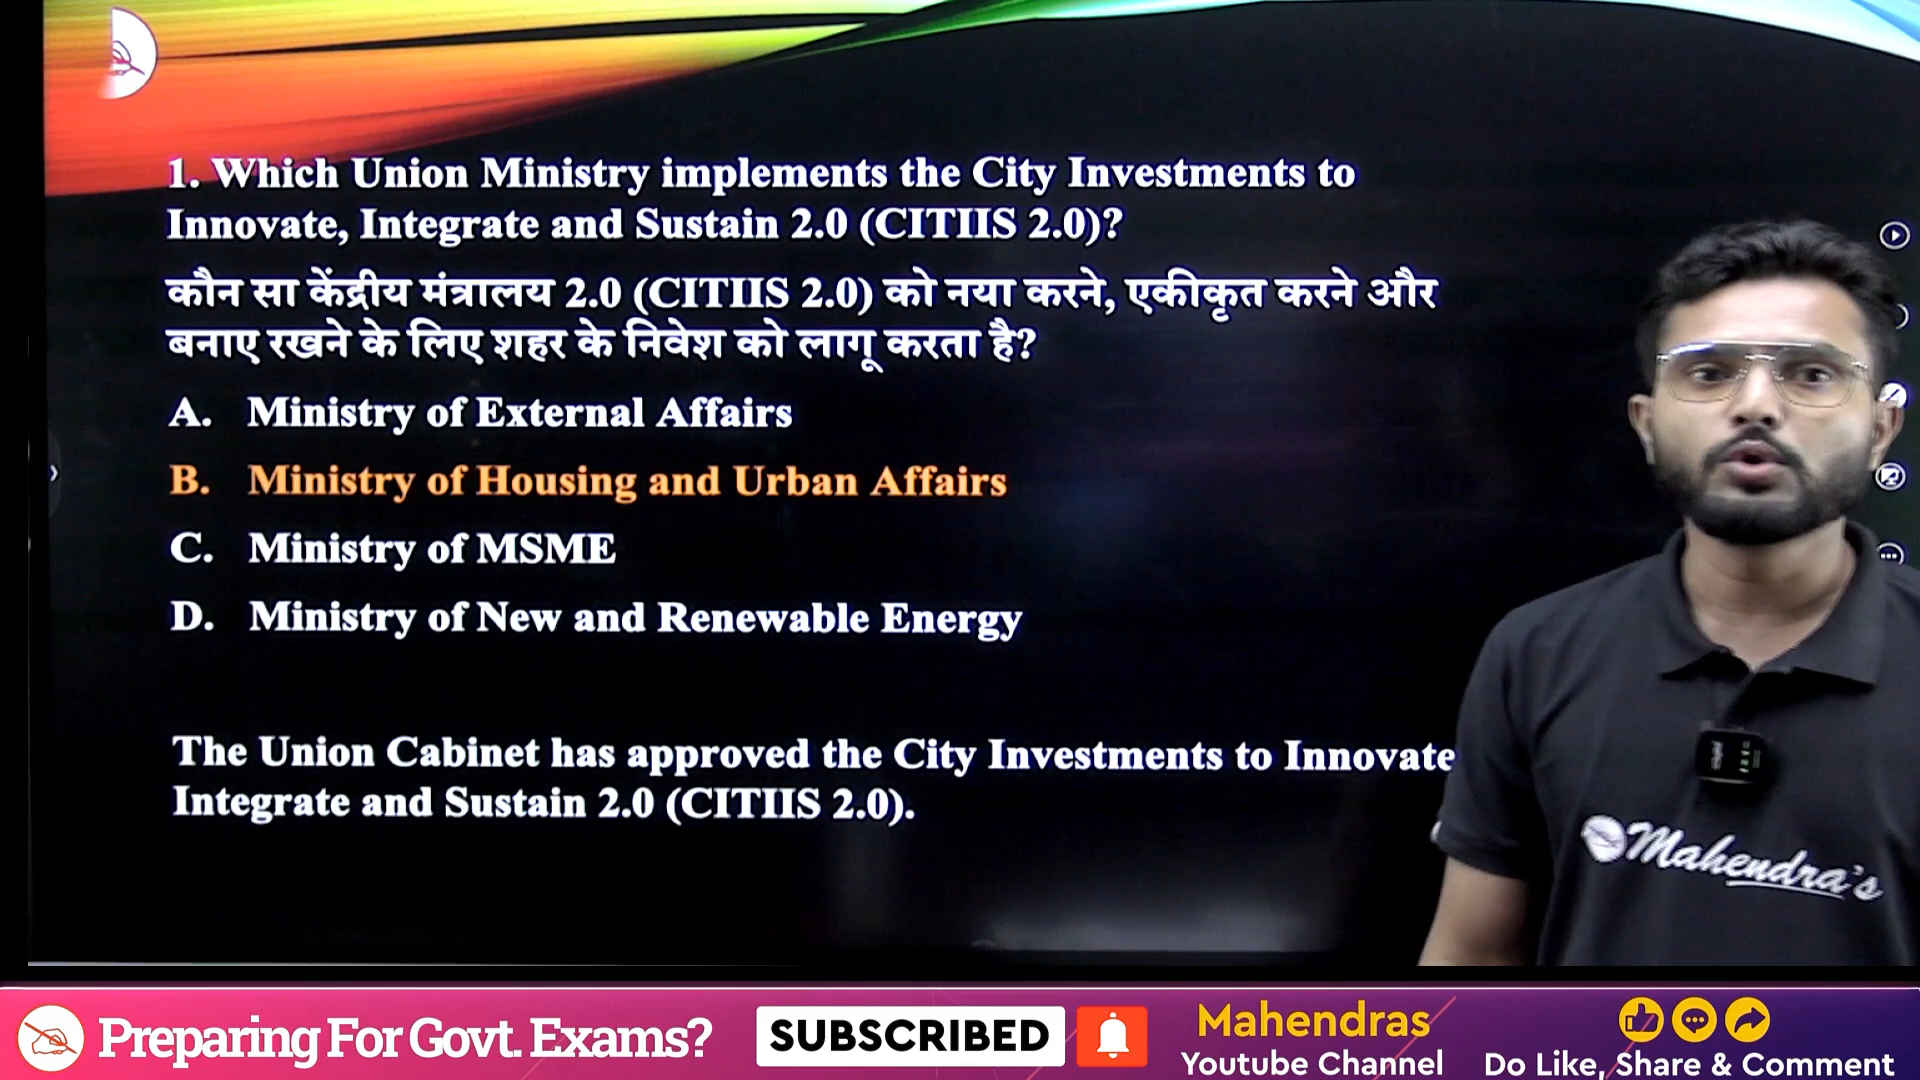 1. Which Union Ministry implements the City Investments to
Innovate, Integrate and Sustain 2.0 (CITIIS 2.0)?
कौन सा केंद्रीय मंत्रालय 2.0 (CITIIS 2.0) को नया करने, एकीकृत करने और
बनाए रखने के लिए शहर के निवेश को लागू करता है?
A. Ministry of External Affairs
B. Ministry of Housing and Urban Affairs
C. Ministry of MSME
D. Ministry of New and Renewable Energy
The Union Cabinet has approved the City Investments to Innovate
Integrate and Sustain 2.0 (CITIIS 2.0).
Mahendra's
Preparing For Govt. Exams?
SUBSCRIBED
Mahendras
Youtube Channel
Do Like, Share & Comment